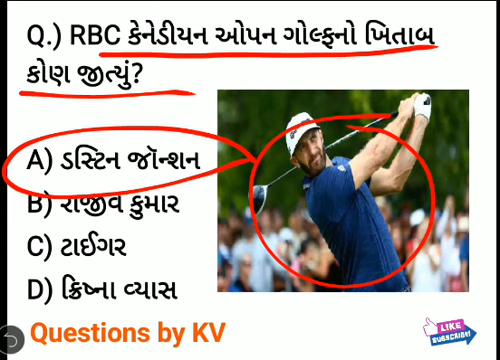 Q.) RBC કેનેડીયન ઓપન ગોલ્ફનો ખિતાબ
કોણ જીત્યું?
A) ડસ્ટિન જૉન્શન
B) રાજીવ કુમાર
C) ટાઈગર
D) ક્રિષ્ના વ્યાસ
Questions by KV
LIKE
SUBSCRIBE!